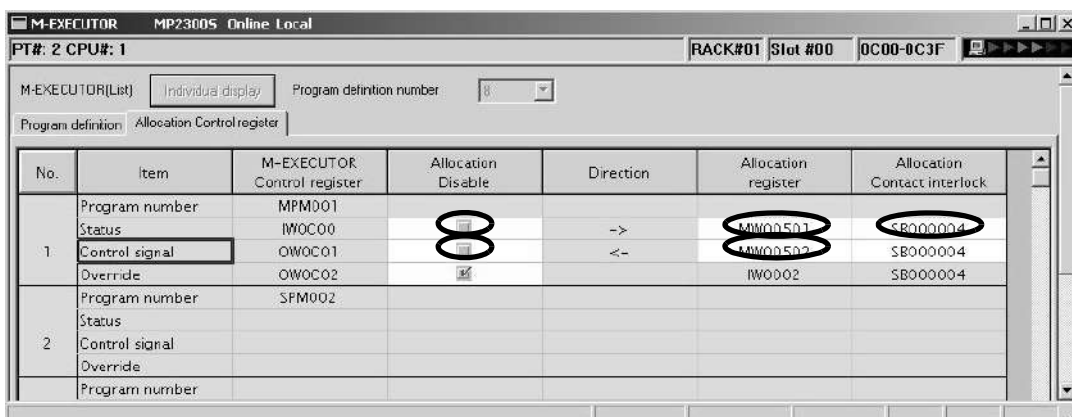 M-EXECUTOR MP2300S Online Local
PT#: 2 CPU#: 1 RACK#01 Slot #00 0C00-0C3F
M-EXECUTOR(List) Individual display Program definition number 8
Program definition Allocation Control register
No. Item M-EXECUTOR Control register Allocation Disable Direction Allocation register Allocation Contact interlock
1
Program number MPM001
Status IW0C00 -> MW00501 SB000004
Control signal OW0C01 <- MW00502 SB000004
Override OW0C02 IW0002 SB000004
2
Program number SPM002
Status
Control signal
Override
Program number